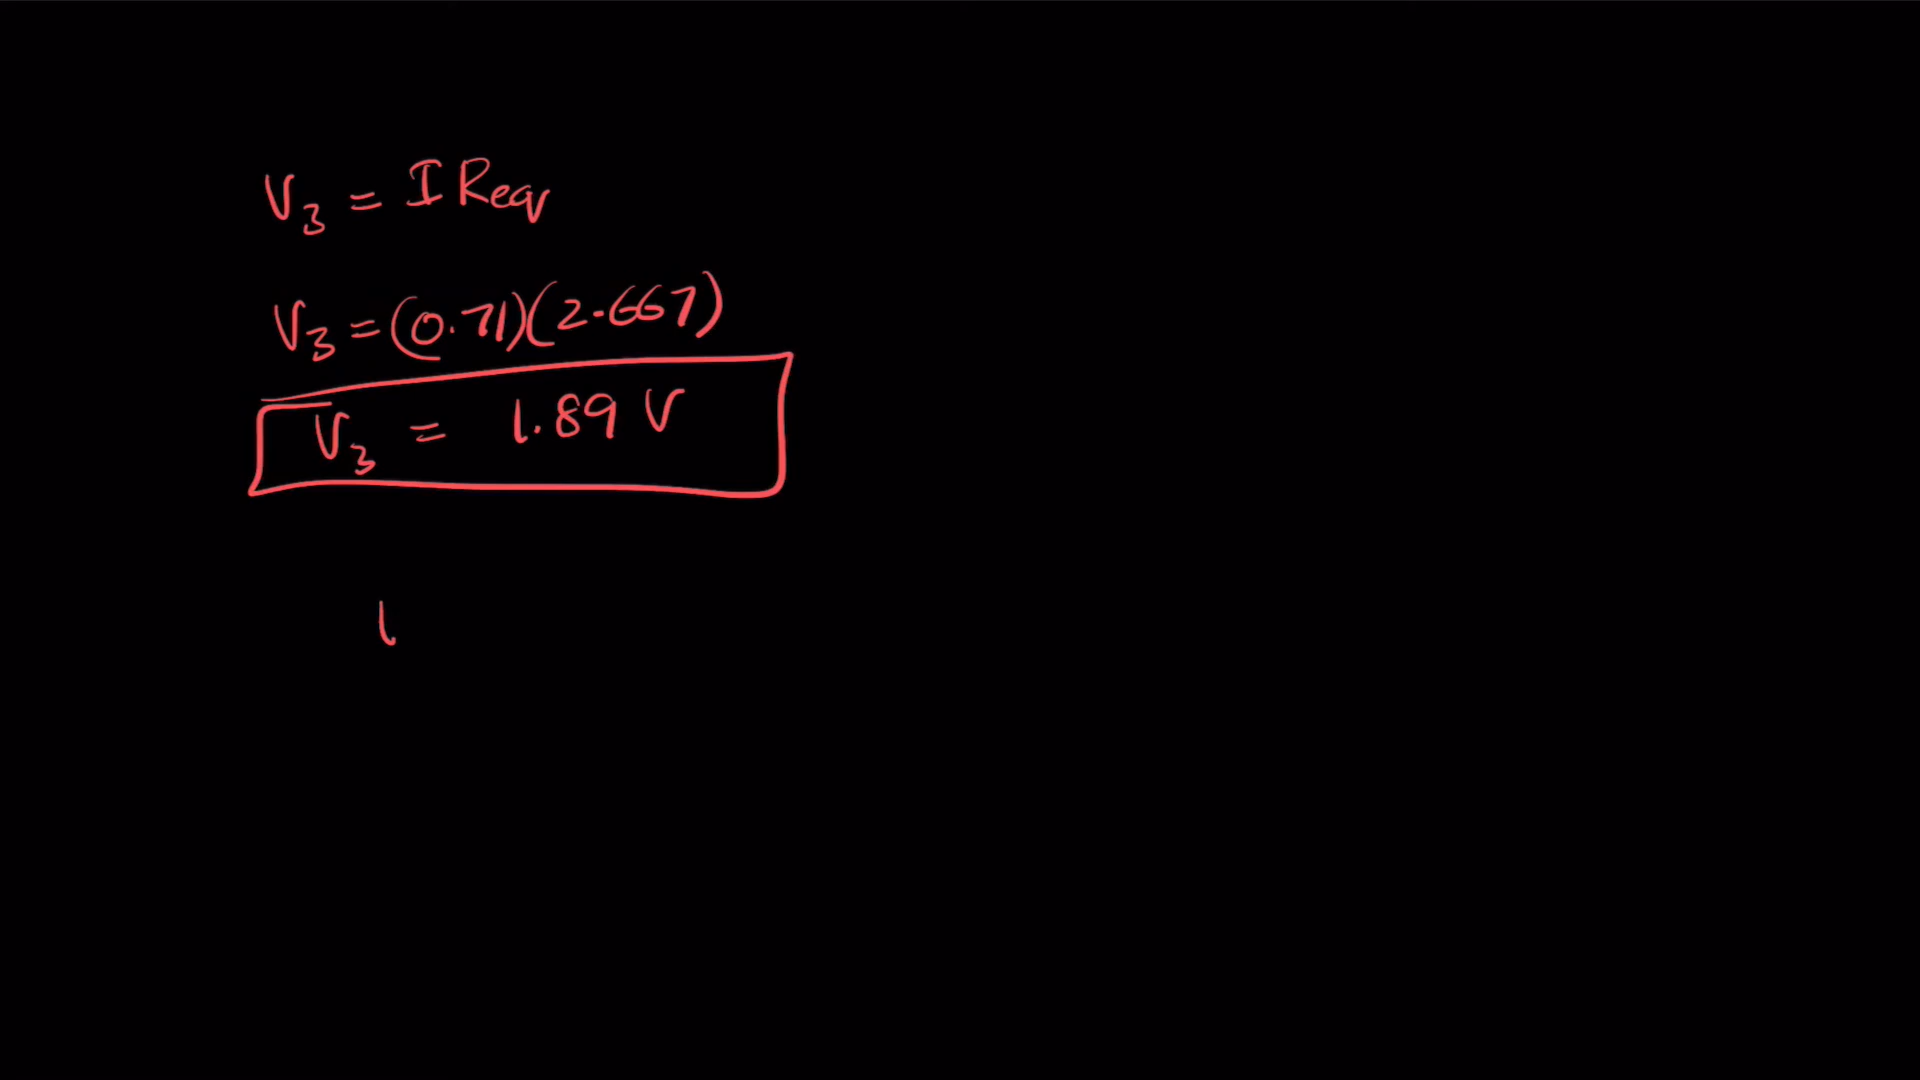 V₃ = I Req
V₃ = (0.71)(2.667)
V₃ = 1.89 V